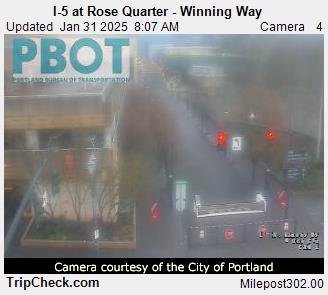 I-5 at Rose Quarter - Winning Way
Updated Jan 31 2025 8:07 AM Camera 4
PBOT
PORTLAND BUREAU OF TRANSPORTATION
Camera courtesy of the City of Portland
TripCheck.com Milepost302.00